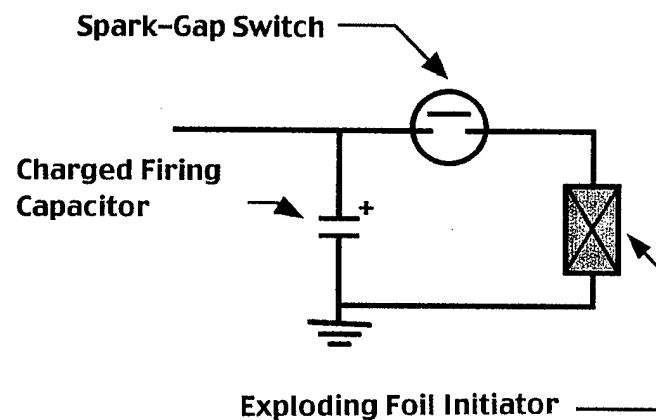 Spark-Gap Switch
Charged Firing
Capacitor
+
Exploding Foil Initiator